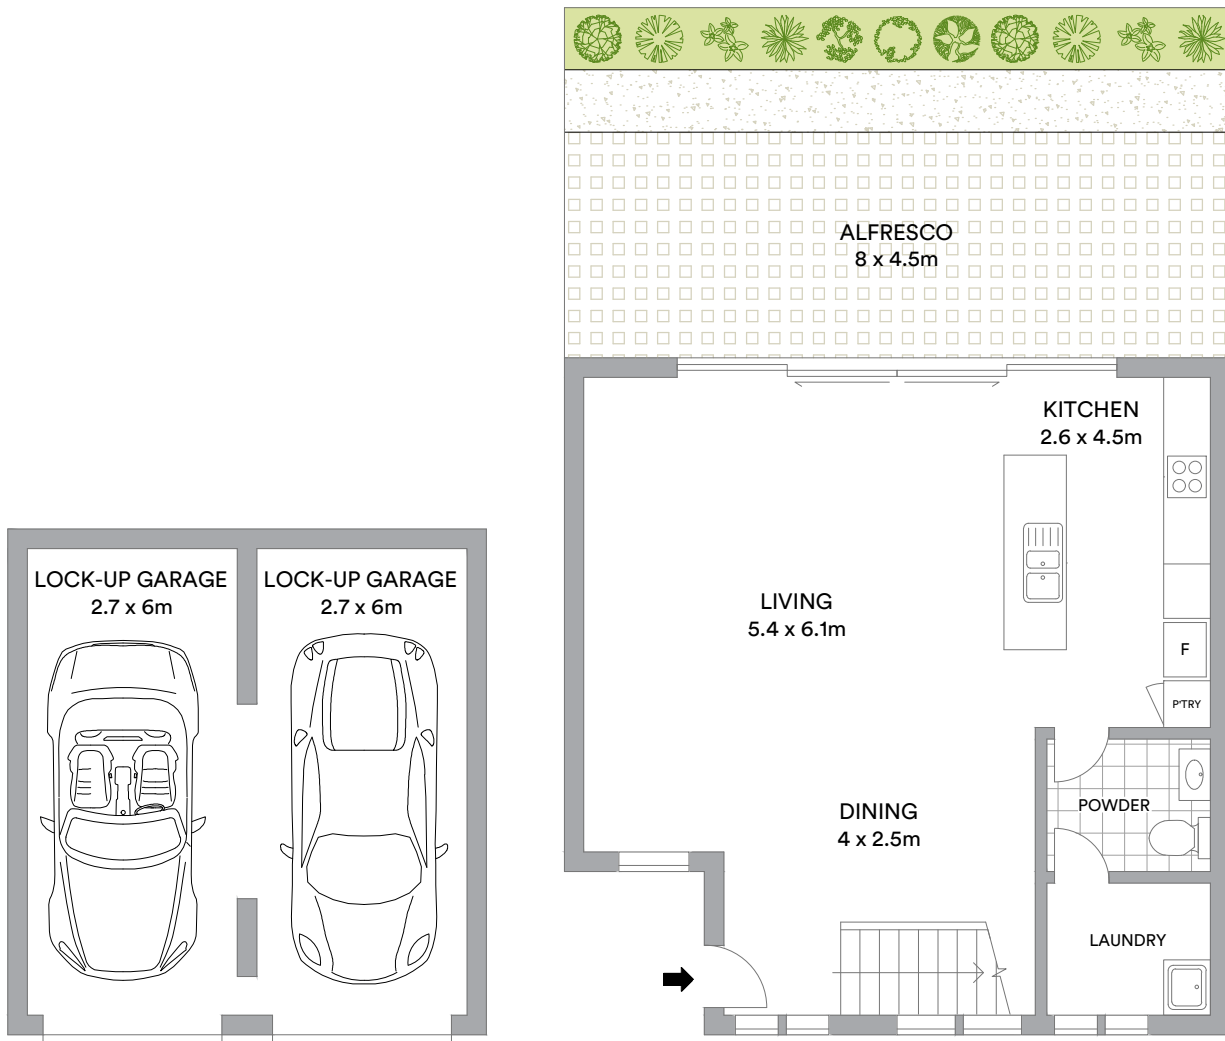 ALFRESCO
8 x 4.5m
KITCHEN
2.6 x 4.5m
LOCK-UP GARAGE
2.7 x 6m
LOCK-UP GARAGE
2.7 x 6m
LIVING
5.4 x 6.1m
F
P'TRY
DINING
4 x 2.5m
POWDER
LAUNDRY